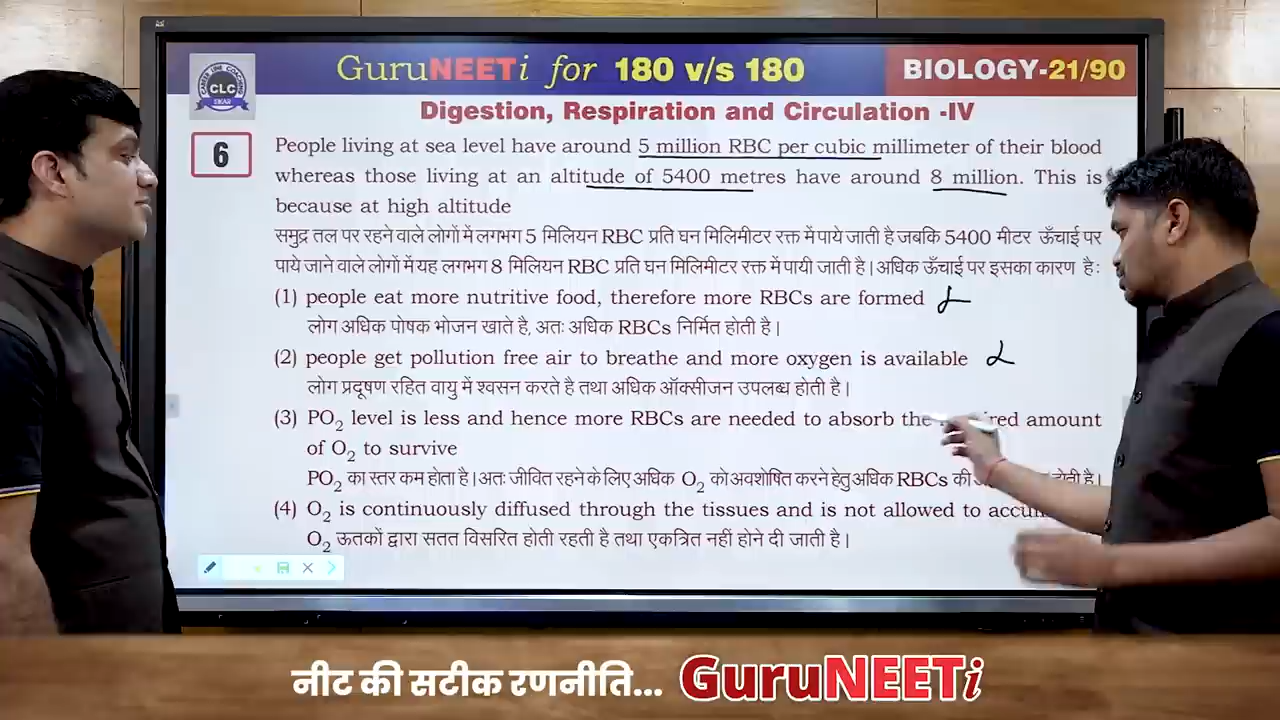 GuruNEETi for 180 v/s 180
BIOLOGY-21/90
CAREER LINE COACHING
CLC
SIKAR
Digestion, Respiration and Circulation -IV
6
People living at sea level have around 5 million RBC per cubic millimeter of their blood
whereas those living at an altitude of 5400 metres have around 8 million. This is
because at high altitude
समुद्र तल पर रहने वाले लोगों में लगभग 5 मिलियन RBC प्रति घन मिलिमीटर रक्त में पाये जाती है जबकि 5400 मीटर ऊँचाई पर
पाये जाने वाले लोगों में यह लगभग 8 मिलियन RBC प्रति घन मिलिमीटर रक्त में पायी जाती है। अधिक ऊँचाई पर इसका कारण है:
(1) people eat more nutritive food, therefore more RBCs are formed
लोग अधिक पोषक भोजन खाते है, अतः अधिक RBCs निर्मित होती है।
(2) people get pollution free air to breathe and more oxygen is available
लोग प्रदूषण रहित वायु में श्वसन करते है तथा अधिक ऑक्सीजन उपलब्ध होती है।
(3) PO2 level is less and hence more RBCs are needed to absorb the amount
of O2 to survive
PO2 का स्तर कम होता है। अतः जीवित रहने के लिए अधिक O2 को अवशोषित करने हेतु अधिक RBCs की होती है।
(4) O2 is continuously diffused through the tissues and is not allowed to
O2 ऊतकों द्वारा सतत विसरित होती रहती है तथा एकत्रित नहीं होने दी जाती है।
नीट की सटीक रणनीति... GuruNEETi